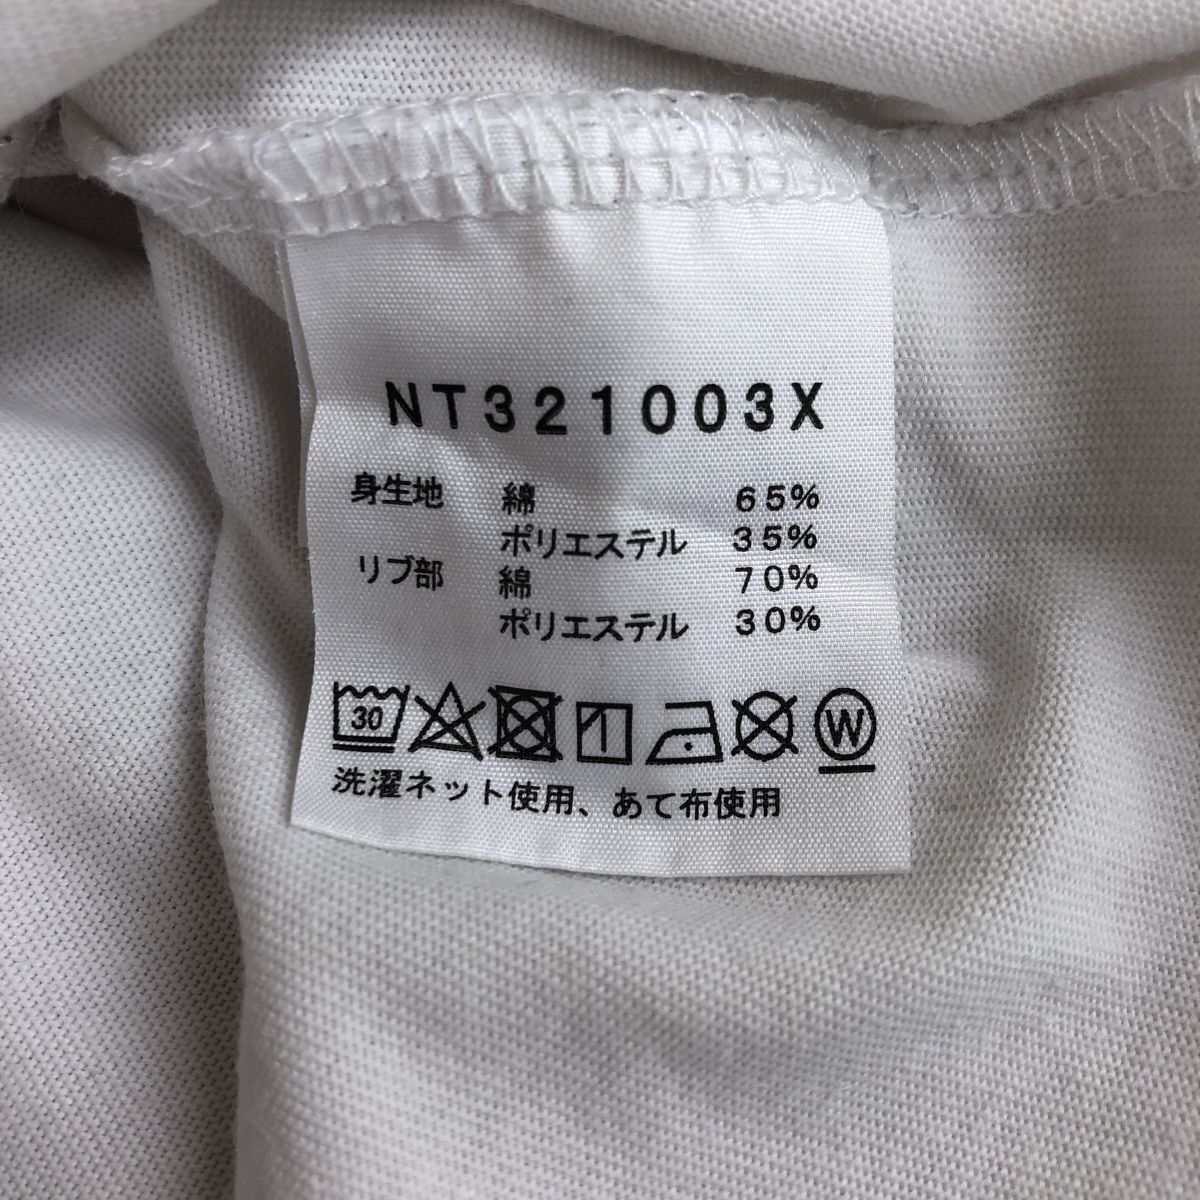 NT321003X
身生地 綿 65%
ポリエステル 35%
リブ部 綿 70%
ポリエステル 30%
30 W
洗濯ネット使用、あて布使用